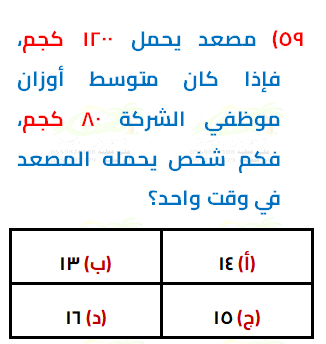 ٥٩) مصعد يحمل ١٢٠٠ كجم،
فإذا كان متوسط أوزان
موظفي الشركة ٨٠ كجم،
فكم شخص يحمله المصعد
في وقت واحد؟
(أ) ١٤ (ب) ١٣
(ج) ١٥ (د) ١٦